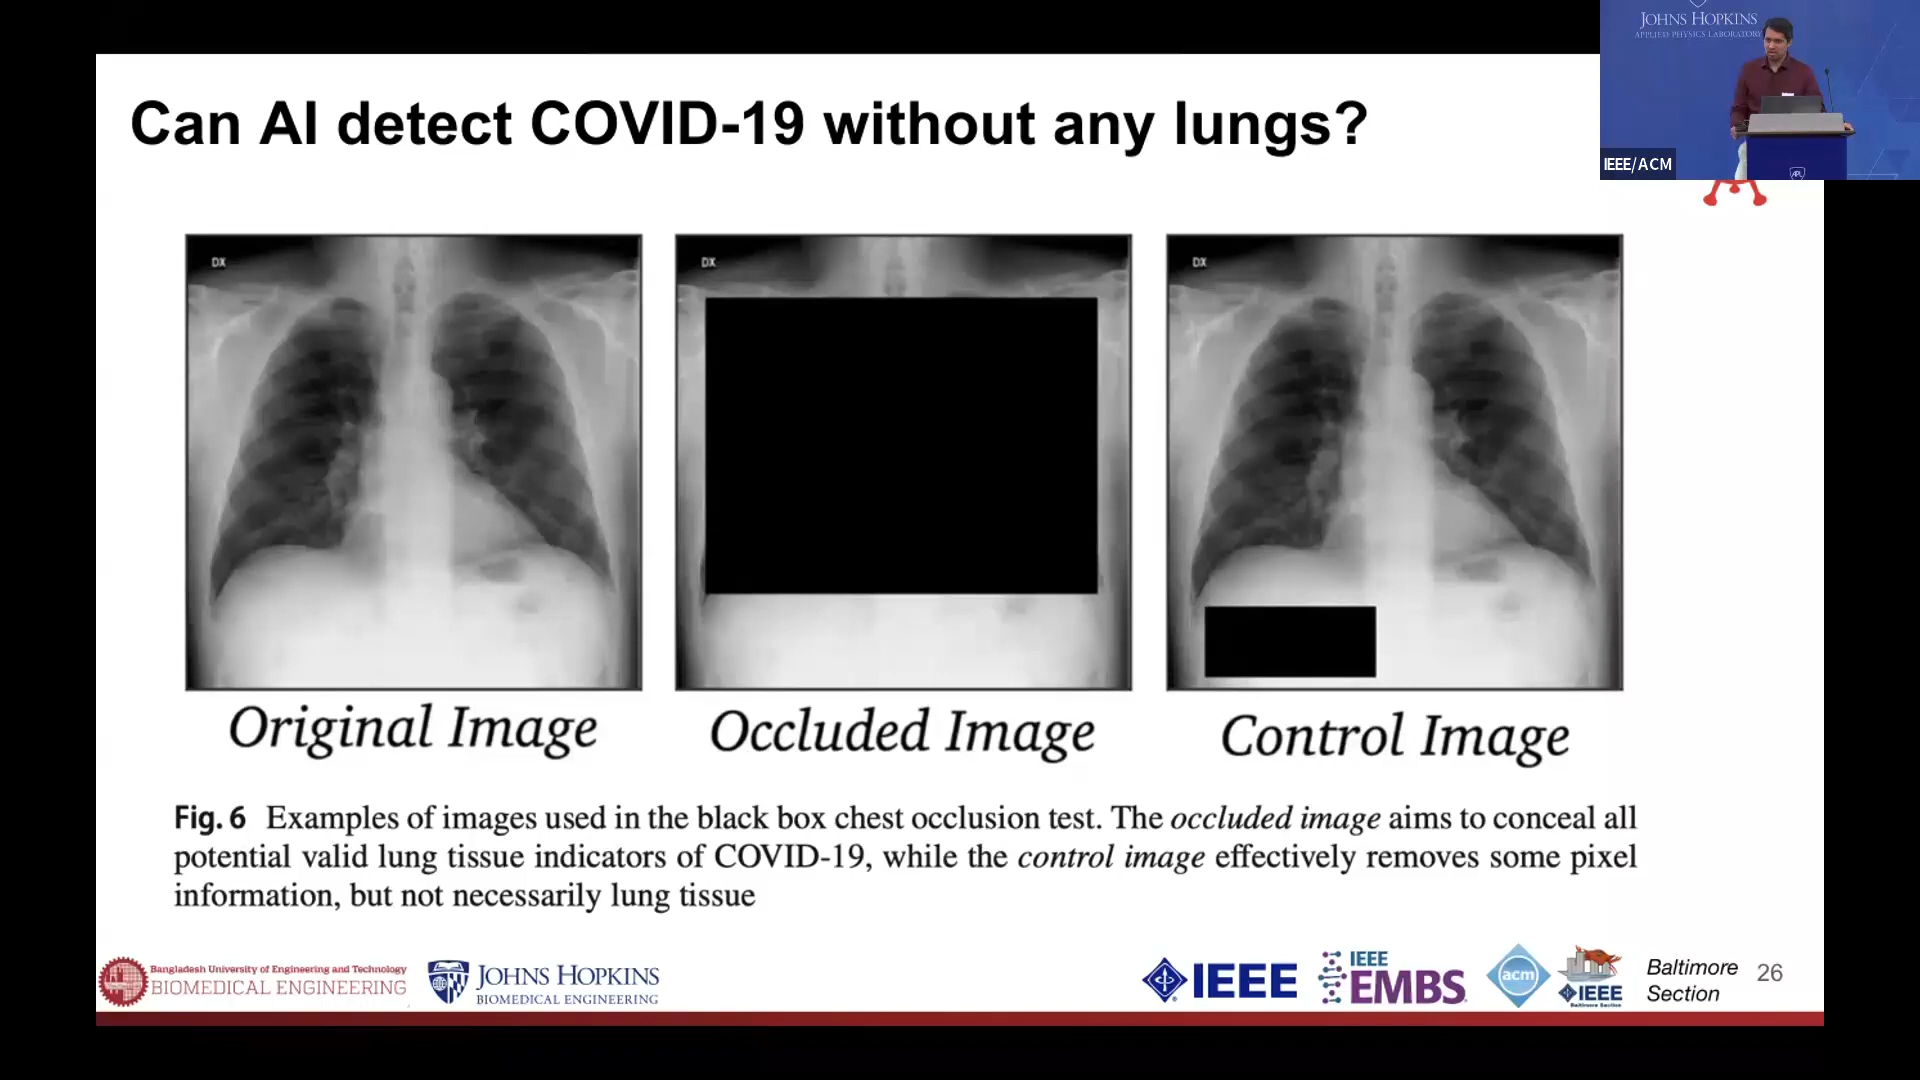 JOHNS HOPKINS
APPLIED PHYSICS LABORATORY
IEEE/ACM
APL
Can AI detect COVID-19 without any lungs?
DX
DX
DX
Original Image
Occluded Image
Control Image
Fig. 6 Examples of images used in the black box chest occlusion test. The occluded image aims to conceal all
potential valid lung tissue indicators of COVID-19, while the control image effectively removes some pixel
information, but not necessarily lung tissue
Bangladesh University of Engineering and Technology
BIOMEDICAL ENGINEERING
JOHNS HOPKINS
BIOMEDICAL ENGINEERING
IEEE
IEEE
EMBS
acm
IEEE
Baltimore Section
Baltimore
Section
26